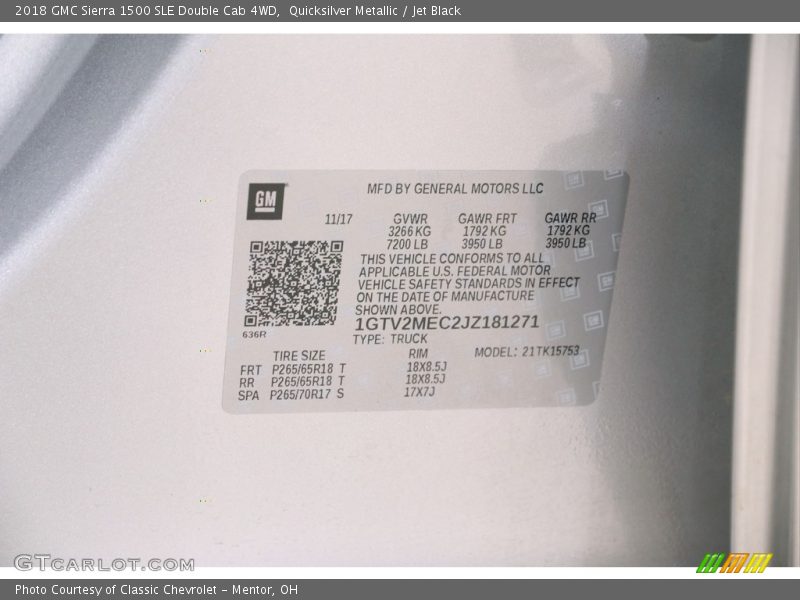 2018 GMC Sierra 1500 SLE Double Cab 4WD, Quicksilver Metallic / Jet Black
GM
MFD BY GENERAL MOTORS LLC
11/17 GVWR GAWR FRT GAWR RR
3266 KG 1792 KG 1792 KG
7200 LB 3950 LB 3950 LB
THIS VEHICLE CONFORMS TO ALL
APPLICABLE U.S. FEDERAL MOTOR
VEHICLE SAFETY STANDARDS IN EFFECT
ON THE DATE OF MANUFACTURE
SHOWN ABOVE.
636R
1GTV2MEC2JZ181271
TYPE: TRUCK
TIRE SIZE RIM MODEL: 21TK15753
FRT P265/65R18 T 18X8.5J
RR P265/65R18 T 18X8.5J
SPA P265/70R17 S 17X7J
GTCARLOT.COM
Photo Courtesy of Classic Chevrolet - Mentor, OH